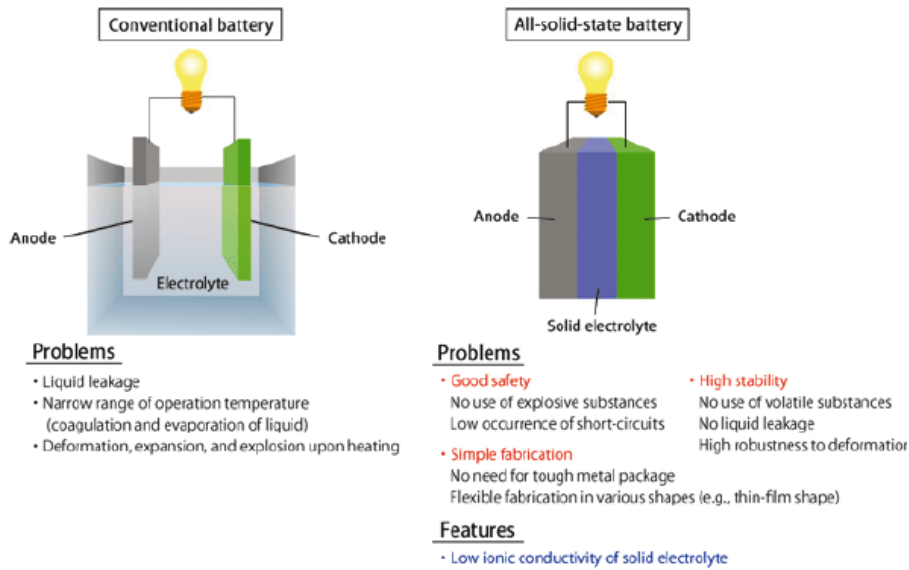 Conventional battery
Anode
Cathode
Electrolyte
Problems
• Liquid leakage
• Narrow range of operation temperature
(coagulation and evaporation of liquid)
• Deformation, expansion, and explosion upon heating
All-solid-state battery
Anode
Cathode
Solid electrolyte
Problems
• Good safety
No use of explosive substances
Low occurrence of short-circuits
• Simple fabrication
No need for tough metal package
Flexible fabrication in various shapes (e.g., thin-film shape)
• High stability
No use of volatile substances
No liquid leakage
High robustness to deformation
Features
• Low ionic conductivity of solid electrolyte